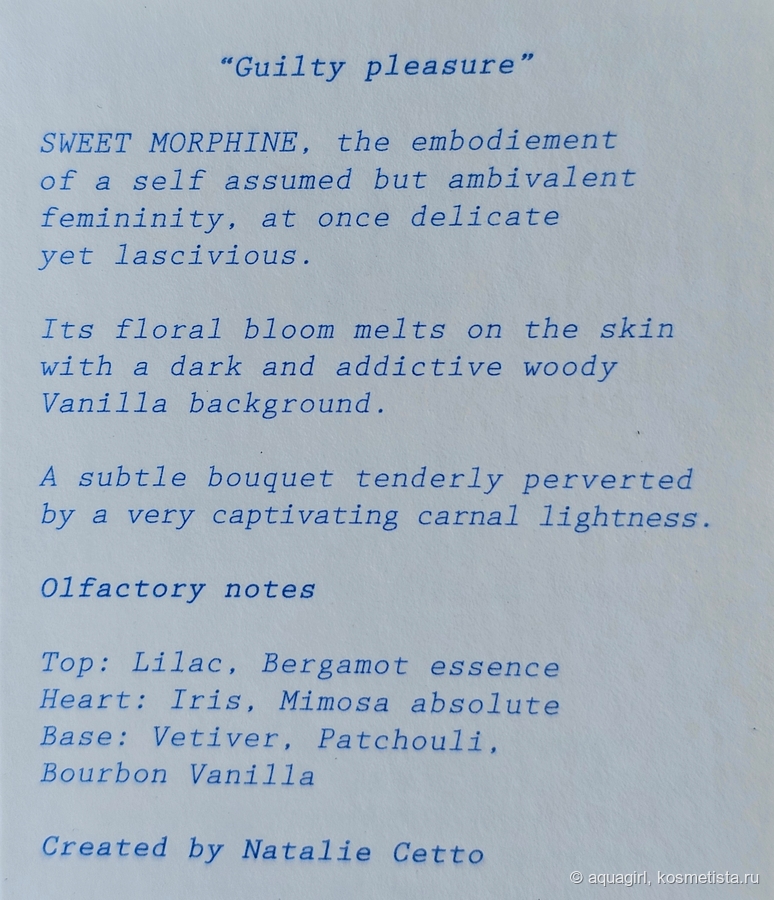 “Guilty pleasure”
SWEET MORPHINE, the embodiement
of a self assumed but ambivalent
femininity, at once delicate
yet lascivious.
Its floral bloom melts on the skin
with a dark and addictive woody
Vanilla background.
A subtle bouquet tenderly perverted
by a very captivating carnal lightness.
Olfactory notes
Top: Lilac, Bergamot essence
Heart: Iris, Mimosa absolute
Base: Vetiver, Patchouli,
Bourbon Vanilla
Created by Natalie Cetto
© aquagirl, kosmetista.ru